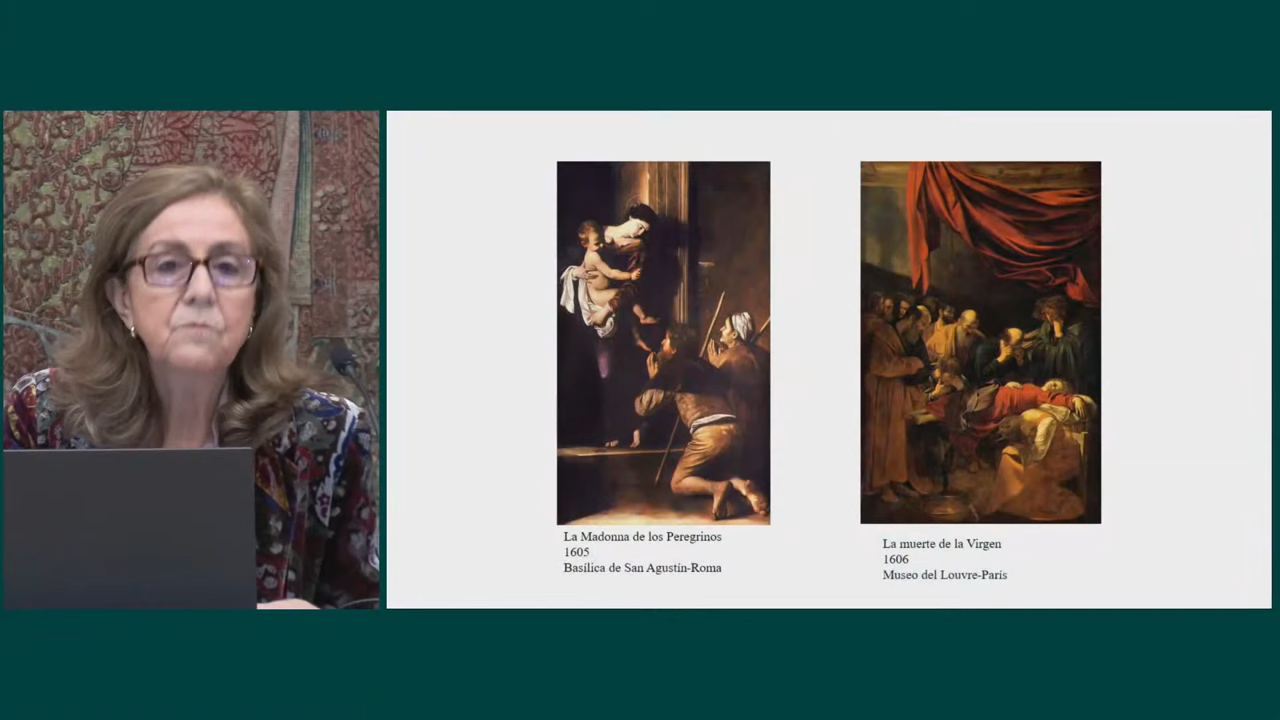 La Madonna de los Peregrinos
1605
Basílica de San Agustín-Roma
La muerte de la Virgen
1606
Museo del Louvre-París